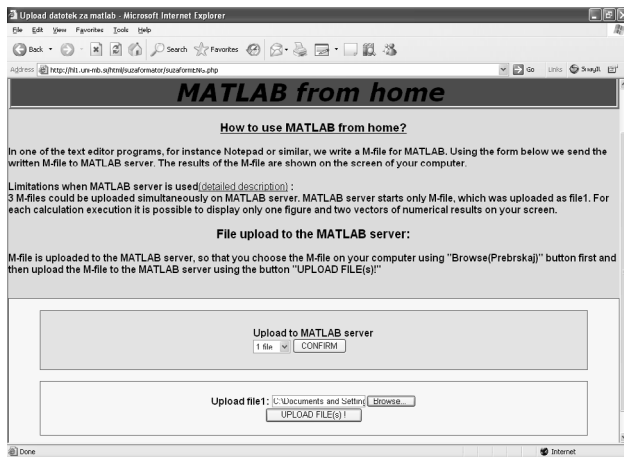 Upload datotek za matlab - Microsoft Internet Explorer
File Edit View Favorites Tools Help
Back Search Favorites
Address Go Links
MATLAB from home
How to use MATLAB from home?
In one of the text editor programs, for instance Notepad or similar, we write a M-file for MATLAB. Using the form below we send the
written M-file to MATLAB server. The results of the M-file are shown on the screen of your computer.
Limitations when MATLAB server is used(detailed description) :
3 M-files could be uploaded simultaneously on MATLAB server. MATLAB server starts only M-file, which was uploaded as file1. For
each calculation execution it is possible to display only one figure and two vectors of numerical results on your screen.
File upload to the MATLAB server:
M-file is uploaded to the MATLAB server, so that you choose the M-file on your computer using "Browse(Prebrskaj)" button first and
then upload the M-file to the MATLAB server using the button "UPLOAD FILE(s)!"
Upload to MATLAB server
1 file CONFIRM
Upload file1: C:\Documents and Setting Browse...
UPLOAD FILE(s) !
Done Internet